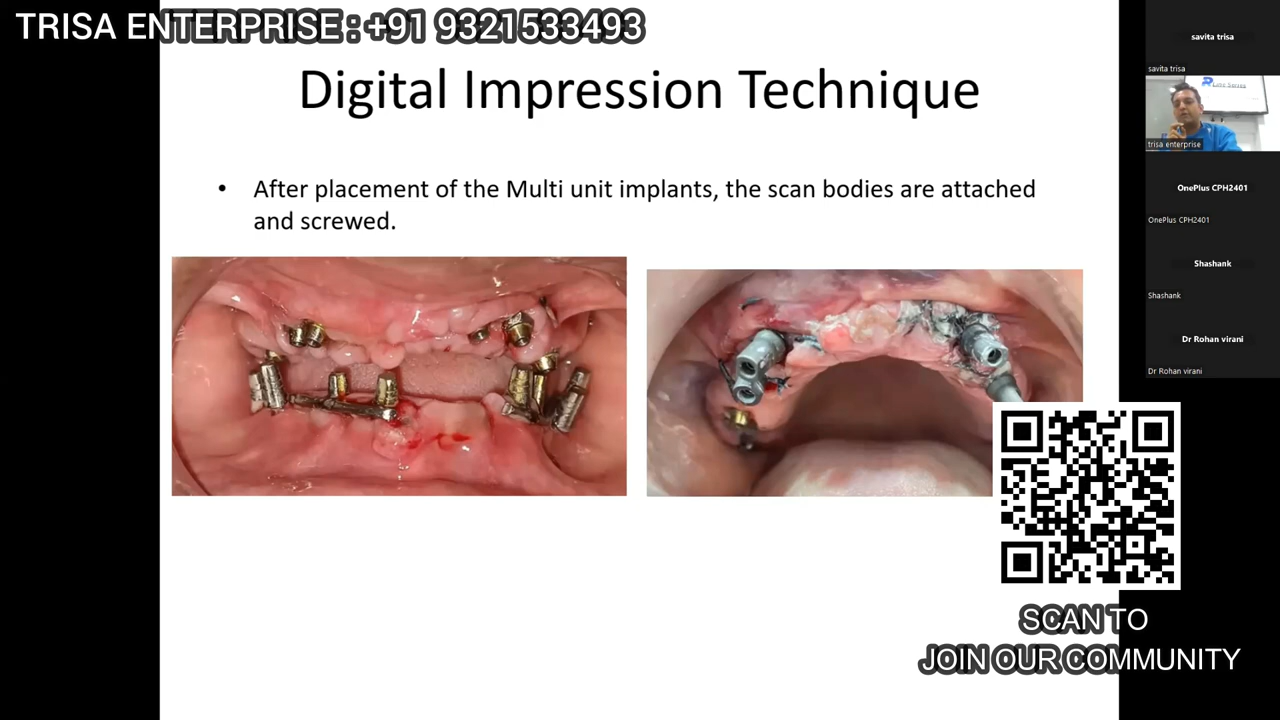 TRISA ENTERPRISE : +91 9321533493
Digital Impression Technique
• After placement of the Multi unit implants, the scan bodies are attached
and screwed.
savita trisa
savita trisa
trisa enterprise
OnePlus CPH2401
OnePlus CPH2401
Shashank
Shashank
Dr Rohan virani
Dr Rohan virani
SCAN TO
JOIN OUR COMMUNITY